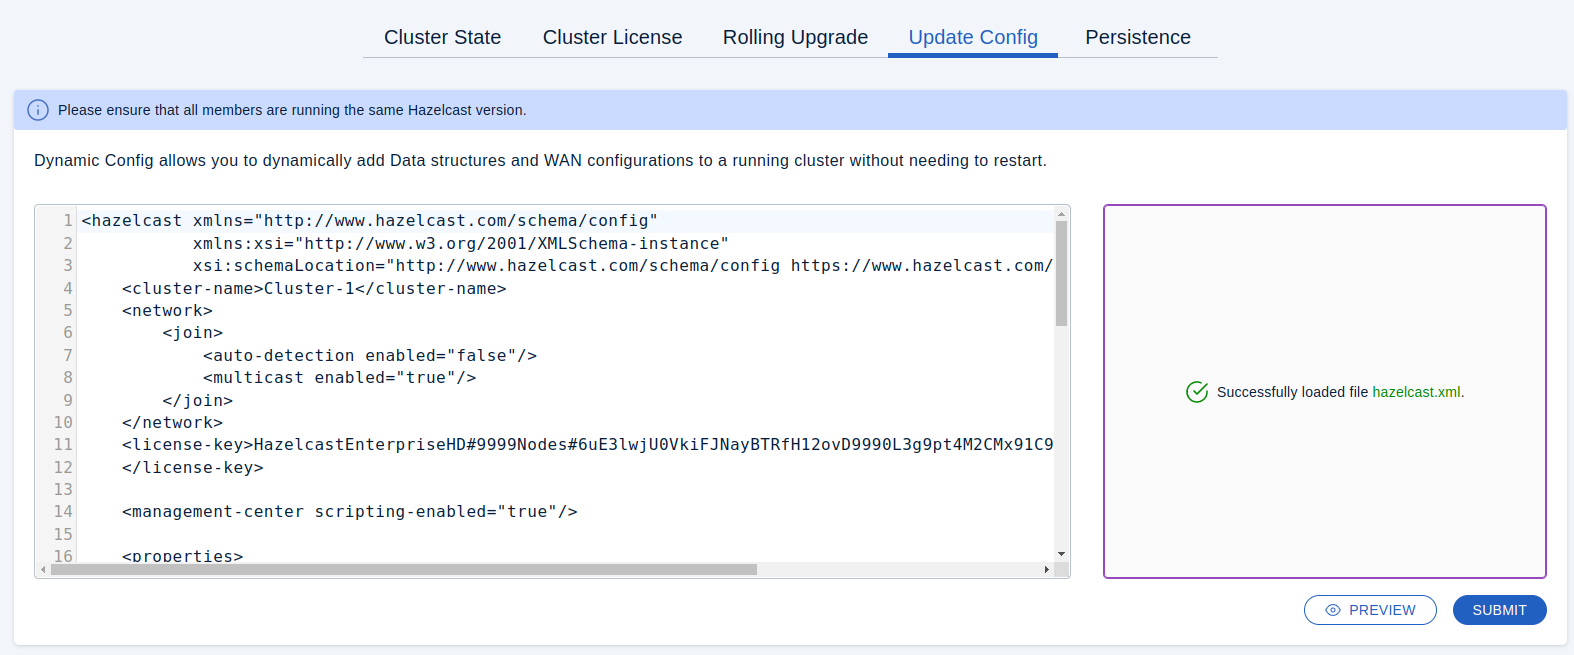 Cluster State Cluster License Rolling Upgrade Update Config Persistence
Please ensure that all members are running the same Hazelcast version.
Dynamic Config allows you to dynamically add Data structures and WAN configurations to a running cluster without needing to restart.
1 <hazelcast xmlns="http://www.hazelcast.com/schema/config"
2 xmlns:xsi="http://www.w3.org/2001/XMLSchema-instance"
3 xsi:schemaLocation="http://www.hazelcast.com/schema/config https://www.hazelcast.com/
4 <cluster-name>Cluster-1</cluster-name>
5 <network>
6 <join>
7 <auto-detection enabled="false"/>
8 <multicast enabled="true"/>
9 </join>
10 </network>
11 <license-key>HazelcastEnterpriseHD#9999Nodes#6uE3lwjU0VkiFJNayBTRfH12ovD9990L3g9pt4M2CMx91C9
12 </license-key>
13
14 <management-center scripting-enabled="true"/>
15
16 <properties>
Successfully loaded file hazelcast.xml.
PREVIEW SUBMIT